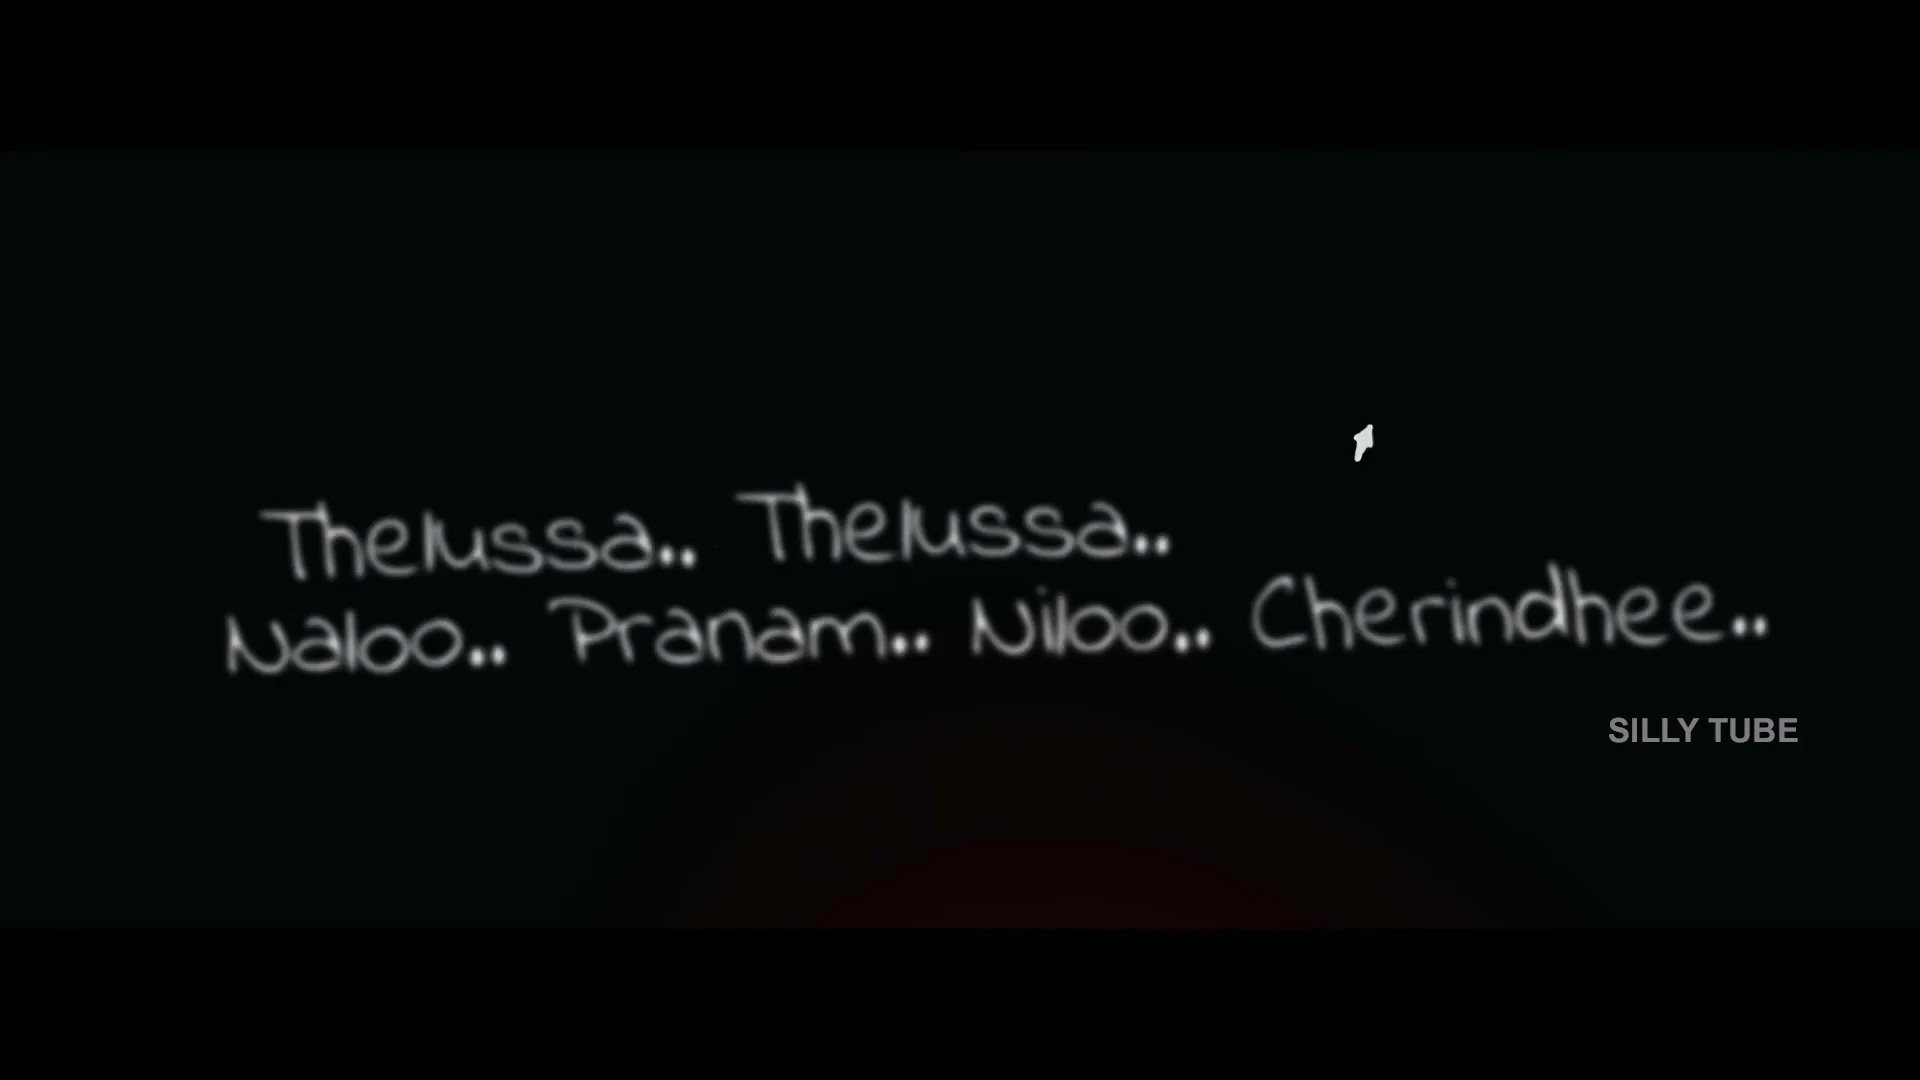 Thelussa.. Thelussa..
Naloo.. Pranam.. Niloo.. Cherindhee..
SILLY TUBE